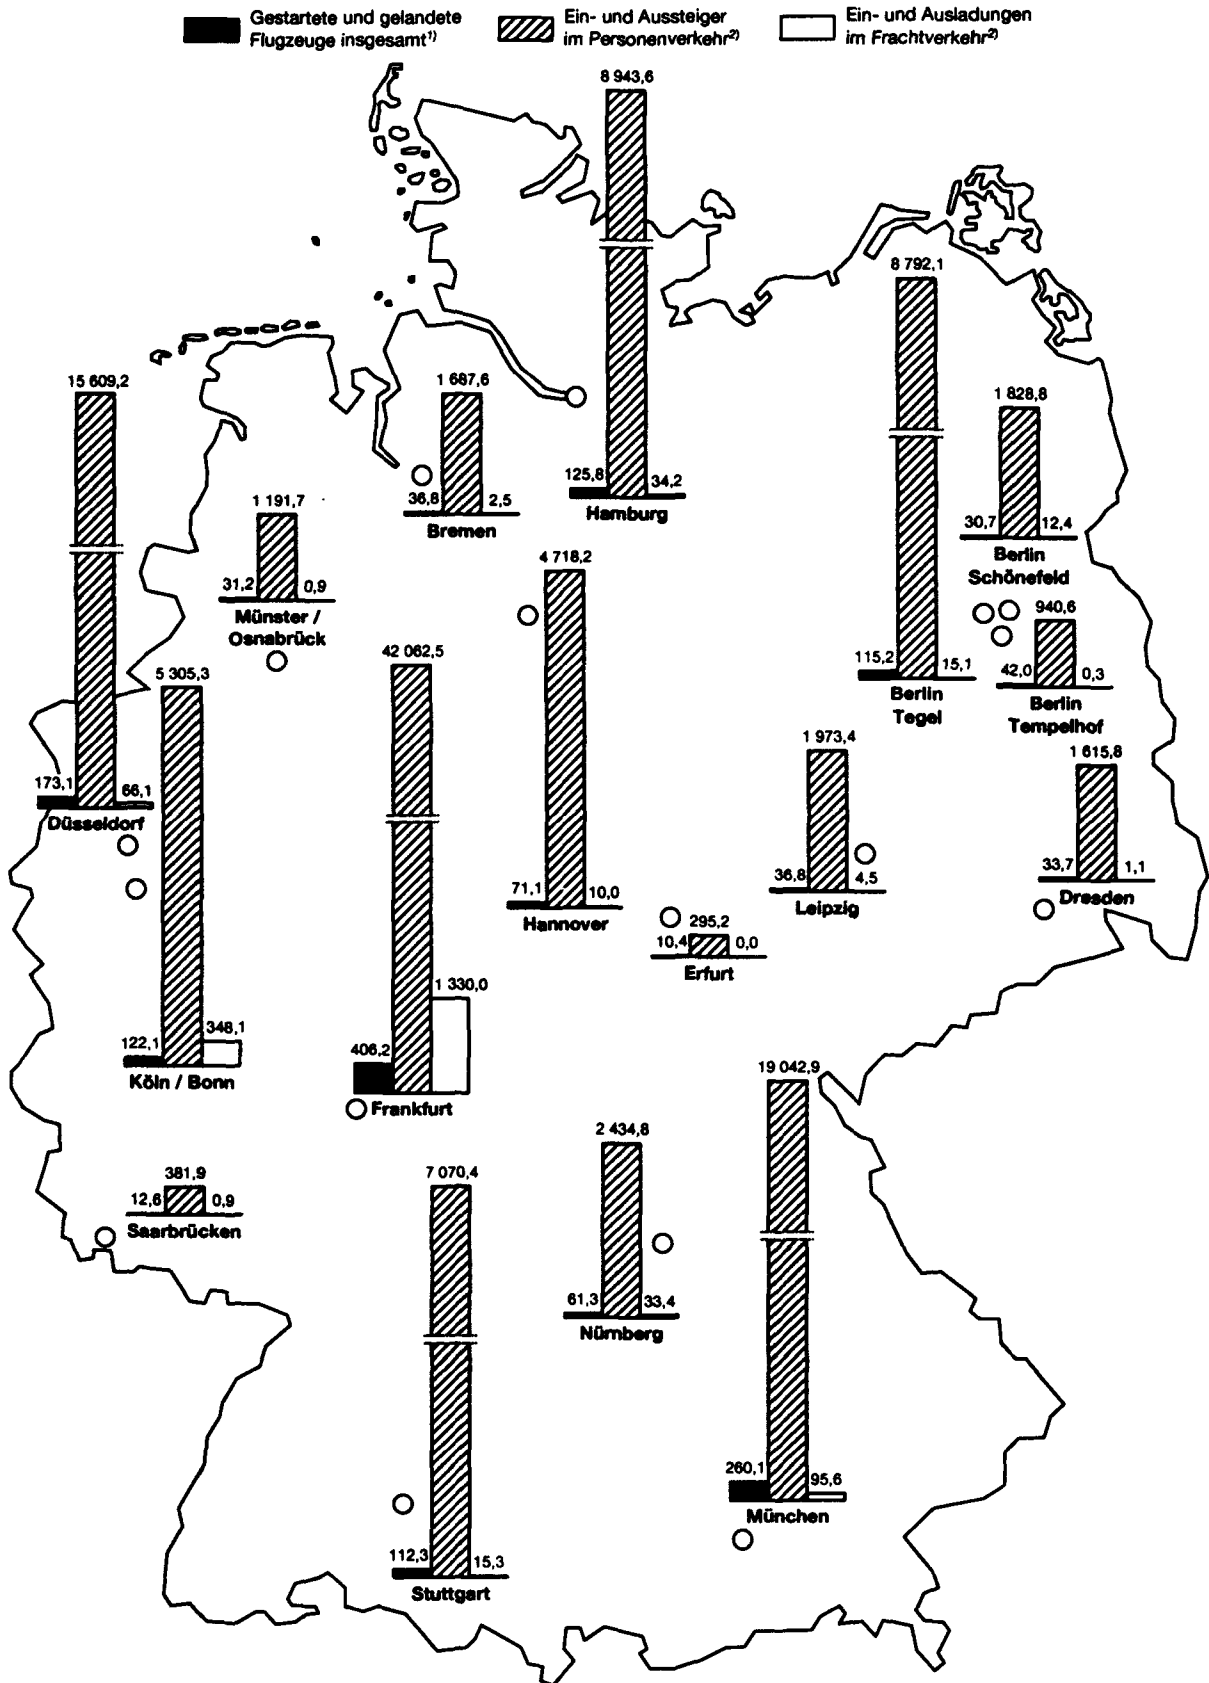 Gestartete und gelandete
Flugzeuge insgesamt1)
Ein- und Aussteiger
im Personenverkehr2)
Ein- und Ausladungen
im Frachtverkehr2)
8 943,6
125,8
34,2
Hamburg
8 792,1
115,2
15,1
Berlin
Tegel
15 609,2
173,1
66,1
Düsseldorf
1 687,6
36,8
2,5
Bremen
1 828,8
30,7
12,4
Berlin
Schönefeld
1 191,7
31,2
0,9
Münster /
Osnabrück
4 718,2
71,1
10,0
Hannover
940,6
42,0
0,3
Berlin
Tempelhof
42 062,5
406,2
1 330,0
Frankfurt
5 305,3
122,1
348,1
Köln / Bonn
1 973,4
36,8
4,5
Leipzig
1 615,8
33,7
1,1
Dresden
295,2
10,4
0,0
Erfurt
19 042,9
260,1
95,6
München
2 434,8
61,3
33,4
Nürnberg
381,9
12,6
0,9
Saarbrücken
7 070,4
112,3
15,3
Stuttgart